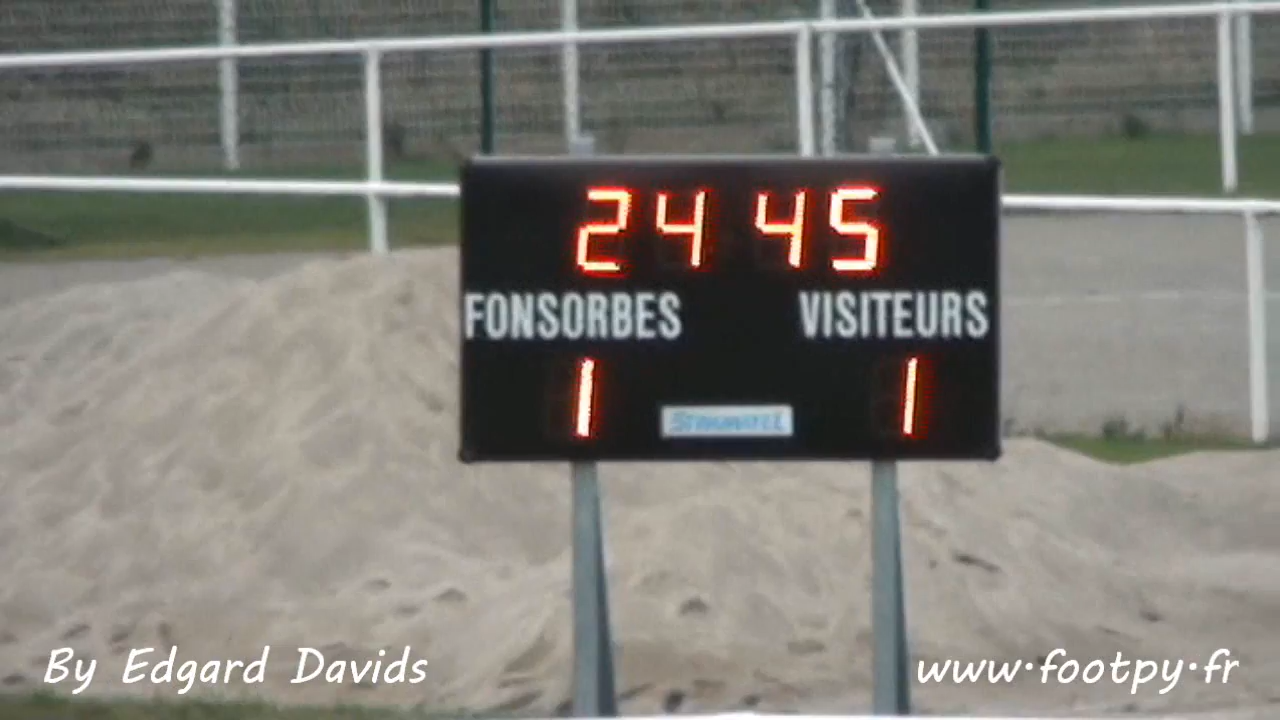 24 45
FONSORBES VISITEURS
1 1
By Edgard Davids
www.footpy.fr